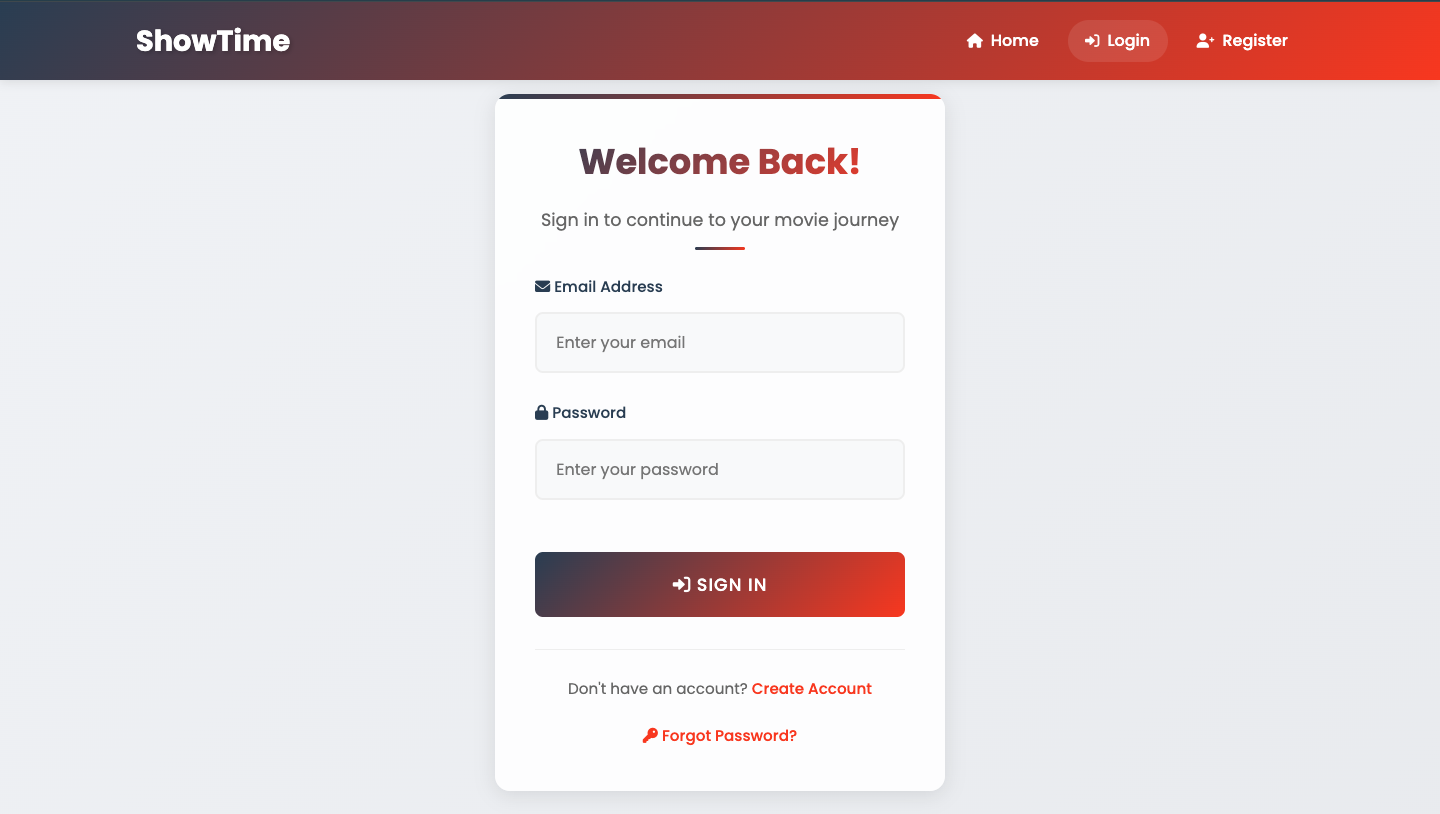 ShowTime
Home
Login
Register
Welcome Back!
Sign in to continue to your movie journey
Email Address
Enter your email
Password
Enter your password
SIGN IN
Don't have an account? Create Account
Forgot Password?